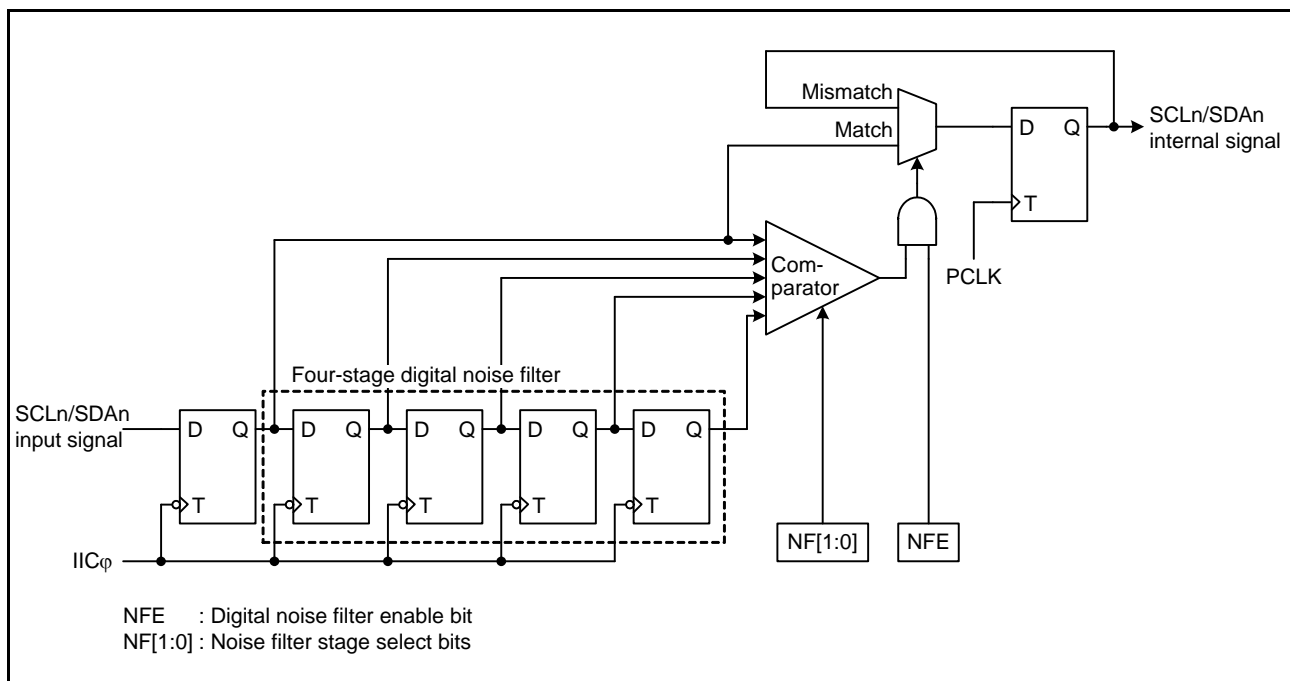 Mismatch
Match
D Q
T
SCLn/SDAn
internal signal
PCLK
Com-
parator
Four-stage digital noise filter
SCLn/SDAn
input signal
D Q D Q D Q D Q D Q
T T T T T
NF[1:0] NFE
IICφ
NFE : Digital noise filter enable bit
NF[1:0] : Noise filter stage select bits